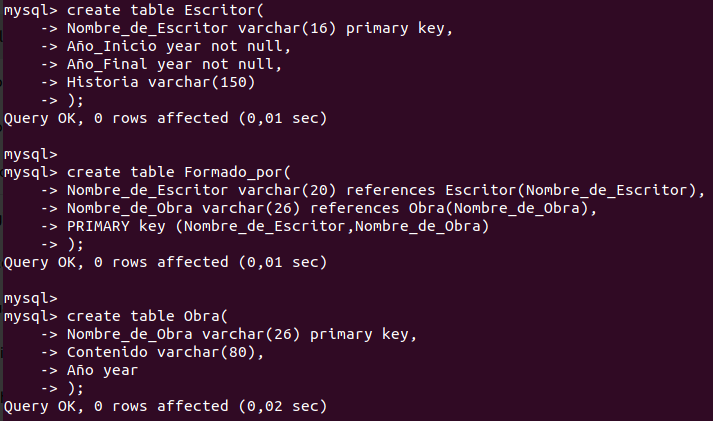 mysql> create table Escritor(
    -> Nombre_de_Escritor varchar(16) primary key,
    -> Año_Inicio year not null,
    -> Año_Final year not null,
    -> Historia varchar(150)
    -> );
Query OK, 0 rows affected (0,01 sec)

mysql>
mysql> create table Formado_por(
    -> Nombre_de_Escritor varchar(20) references Escritor(Nombre_de_Escritor),
    -> Nombre_de_Obra varchar(26) references Obra(Nombre_de_Obra),
    -> PRIMARY key (Nombre_de_Escritor,Nombre_de_Obra)
    -> );
Query OK, 0 rows affected (0,01 sec)

mysql>
mysql> create table Obra(
    -> Nombre_de_Obra varchar(26) primary key,
    -> Contenido varchar(80),
    -> Año year
    -> );
Query OK, 0 rows affected (0,02 sec)